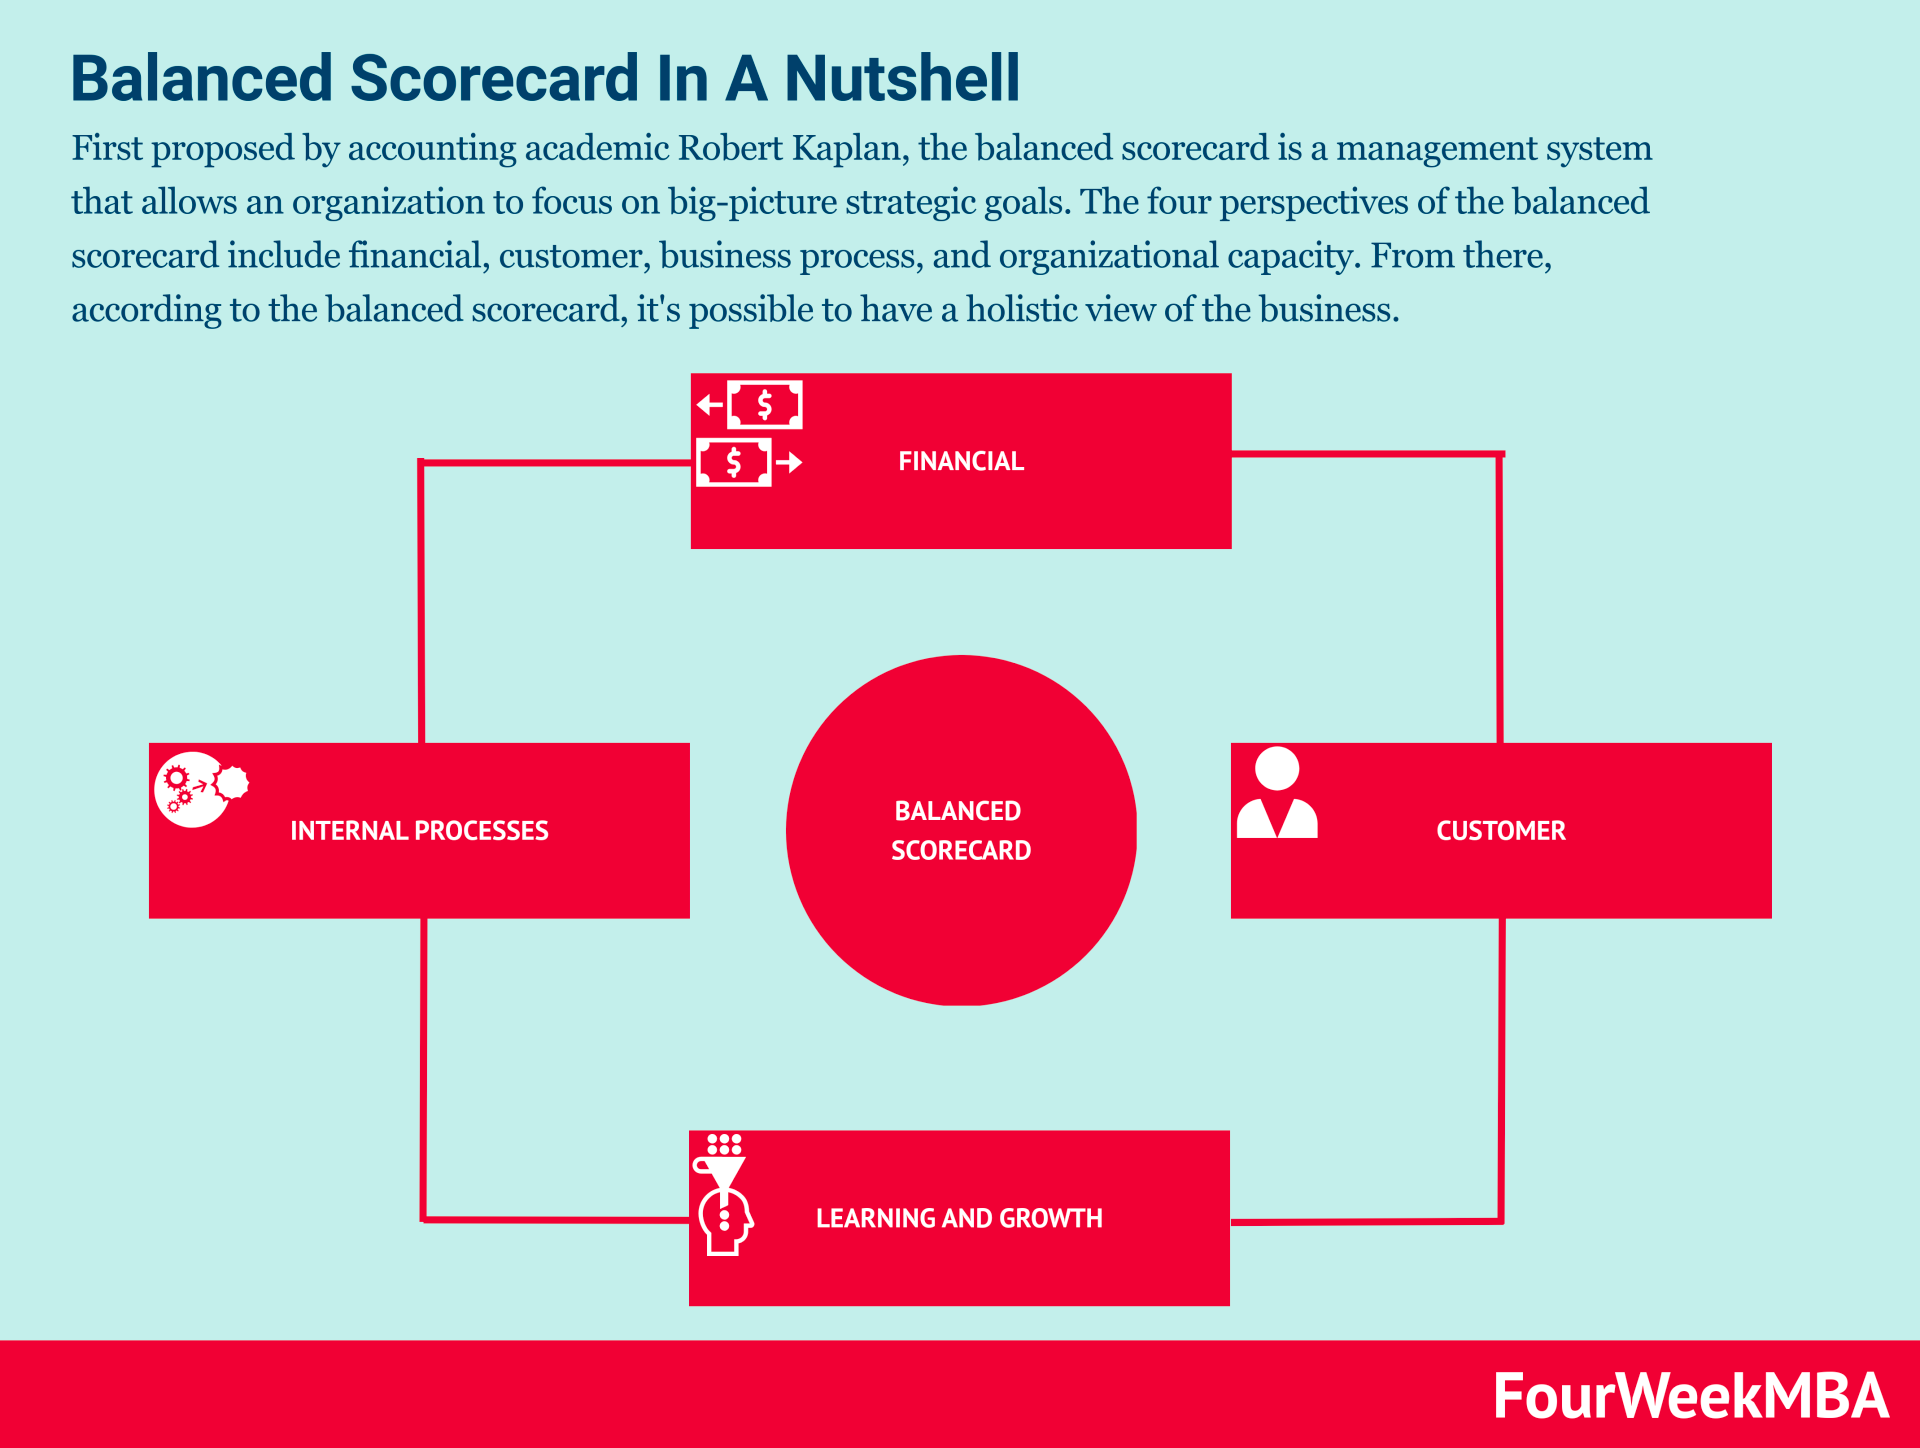 Balanced Scorecard In A Nutshell
First proposed by accounting academic Robert Kaplan, the balanced scorecard is a management system
that allows an organization to focus on big-picture strategic goals. The four perspectives of the balanced
scorecard include financial, customer, business process, and organizational capacity. From there,
according to the balanced scorecard, it's possible to have a holistic view of the business.
$
$
FINANCIAL
INTERNAL PROCESSES
BALANCED
SCORECARD
CUSTOMER
LEARNING AND GROWTH
FourWeekMBA